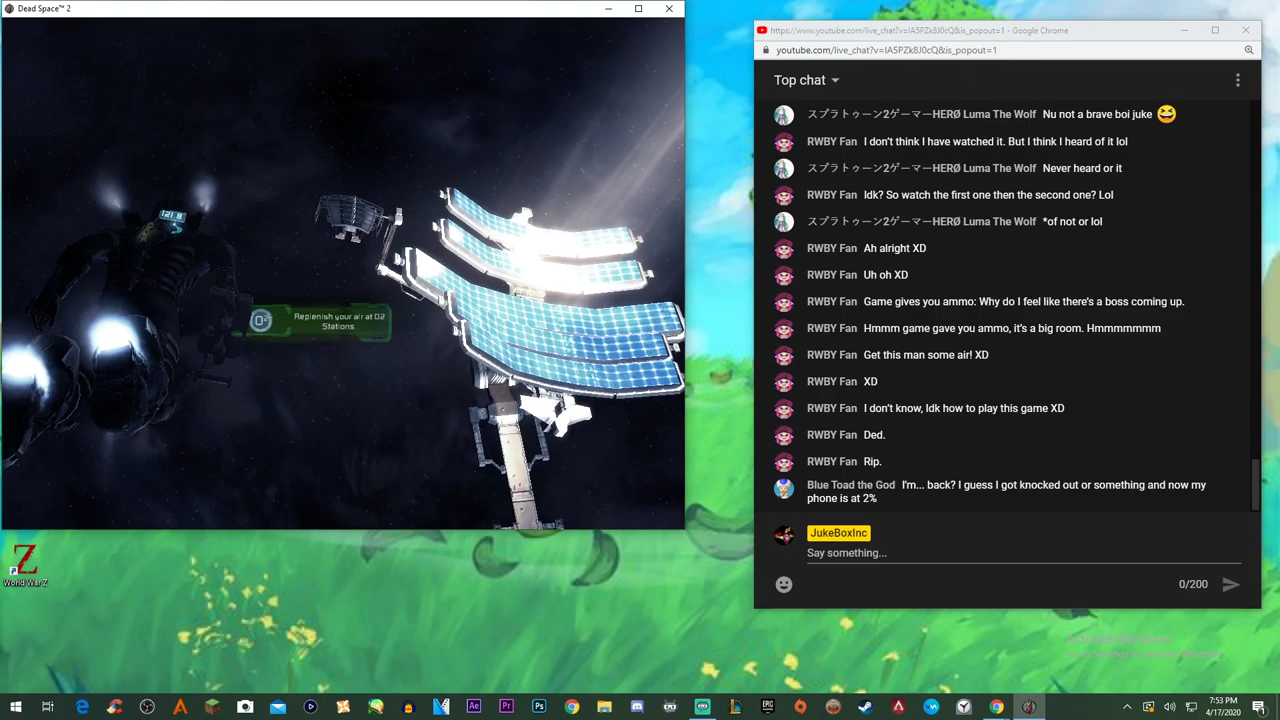 Dead Space™ 2
121.8
O2
Replenish your air at O2
Stations.
World War Z
https://www.youtube.com/live_chat?v=IA5PZk8J0cQ&is_popout=1 - Google Chrome
youtube.com/live_chat?v=IA5PZk8J0cQ&is_popout=1
Top chat
スプラトゥーン2ゲーマーHERØ Luma The Wolf Nu not a brave boi juke 😆
RWBY Fan I don't think I have watched it. But I think I heard of it lol
スプラトゥーン2ゲーマーHERØ Luma The Wolf Never heard or it
RWBY Fan Idk? So watch the first one then the second one? Lol
スプラトゥーン2ゲーマーHERØ Luma The Wolf *of not or lol
RWBY Fan Ah alright XD
RWBY Fan Uh oh XD
RWBY Fan Game gives you ammo: Why do I feel like there's a boss coming up.
RWBY Fan Hmmm game gave you ammo, it's a big room. Hmmmmmmm
RWBY Fan Get this man some air! XD
RWBY Fan XD
RWBY Fan I don't know, Idk how to play this game XD
RWBY Fan Ded.
RWBY Fan Rip.
Blue Toad the God I'm... back? I guess I got knocked out or something and now my
phone is at 2%
JukeBoxInc
Say something...
0/200
Ae
Pr
Ps
EPIC
7:53 PM
4/17/2020